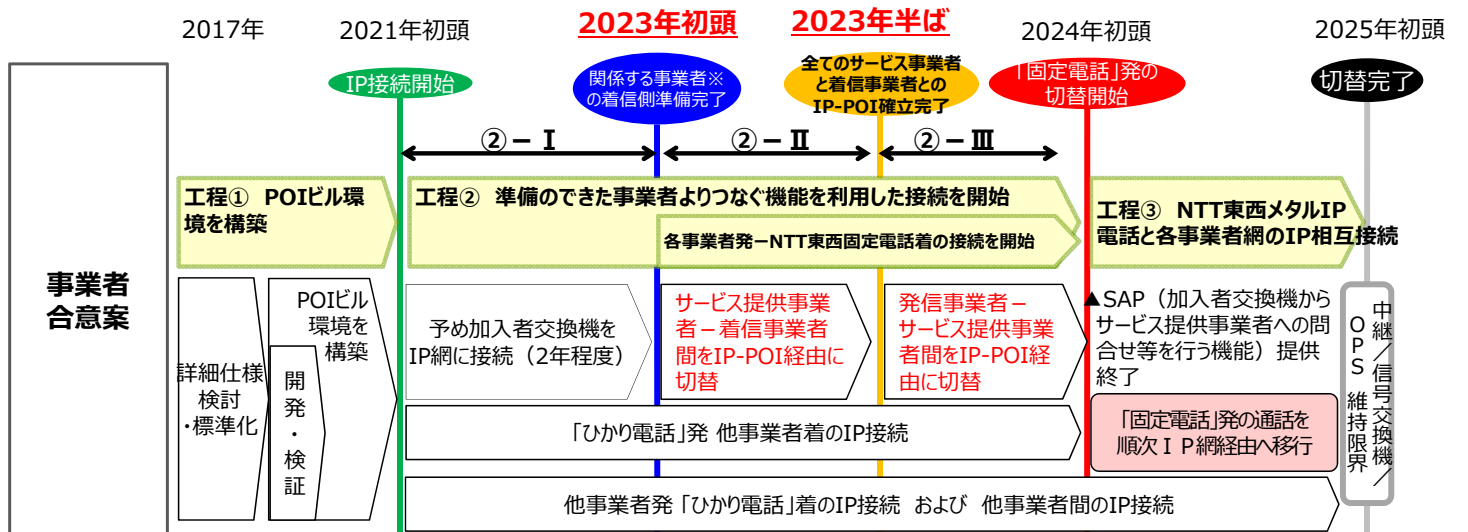 2017年
2021年初頭
2023年初頭
2023年半ば
2024年初頭
2025年初頭
IP接続開始
関係する事業者※
の着信側準備完了
全てのサービス事業者
と着信事業者との
IP-POI確立完了
「固定電話」発の
切替開始
切替完了
②－Ⅰ
②－Ⅱ
②－Ⅲ
事業者
合意案
工程① POIビル環
境を構築
工程② 準備のできた事業者よりつなぐ機能を利用した接続を開始
各事業者発－NTT東西固定電話着の接続を開始
工程③ NTT東西メタルIP
電話と各事業者網のIP相互接続
詳細仕様
検討
・標準化
POIビル
環境を
構築
開発・検証
予め加入者交換機を
IP網に接続（2年程度）
サービス提供事業
者－着信事業者
間をIP-POI経由に
切替
発信事業者－
サービス提供事業
者間をIP-POI経
由に切替
▲SAP（加入者交換機から
サービス提供事業者への問
合せ等を行う機能）提供
終了
「ひかり電話」発 他事業者着のIP接続
「固定電話」発の通話を
順次ＩＰ網経由へ移行
他事業者発「ひかり電話」着のIP接続 および 他事業者間のIP接続
中継／信号交換機／
OPS 維持限界